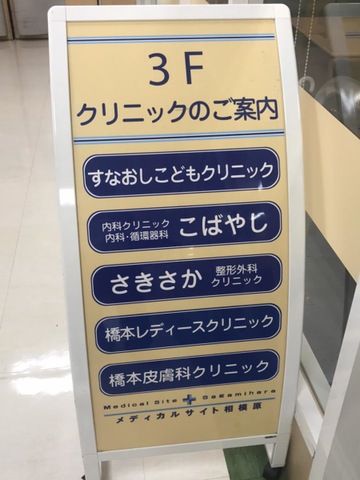 3F
クリニックのご案内
すなおしこどもクリニック
内科クリニック
内科・循環器科
こばやし
さきさか
整形外科
クリニック
橋本レディースクリニック
橋本皮膚科クリニック
Medical Site Sagamihara
メディカルサイト相模原